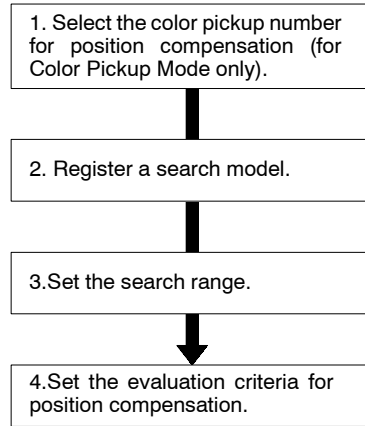 1. Select the color pickup number
for position compensation (for
Color Pickup Mode only).
2. Register a search model.
3.Set the search range.
4.Set the evaluation criteria for
position compensation.